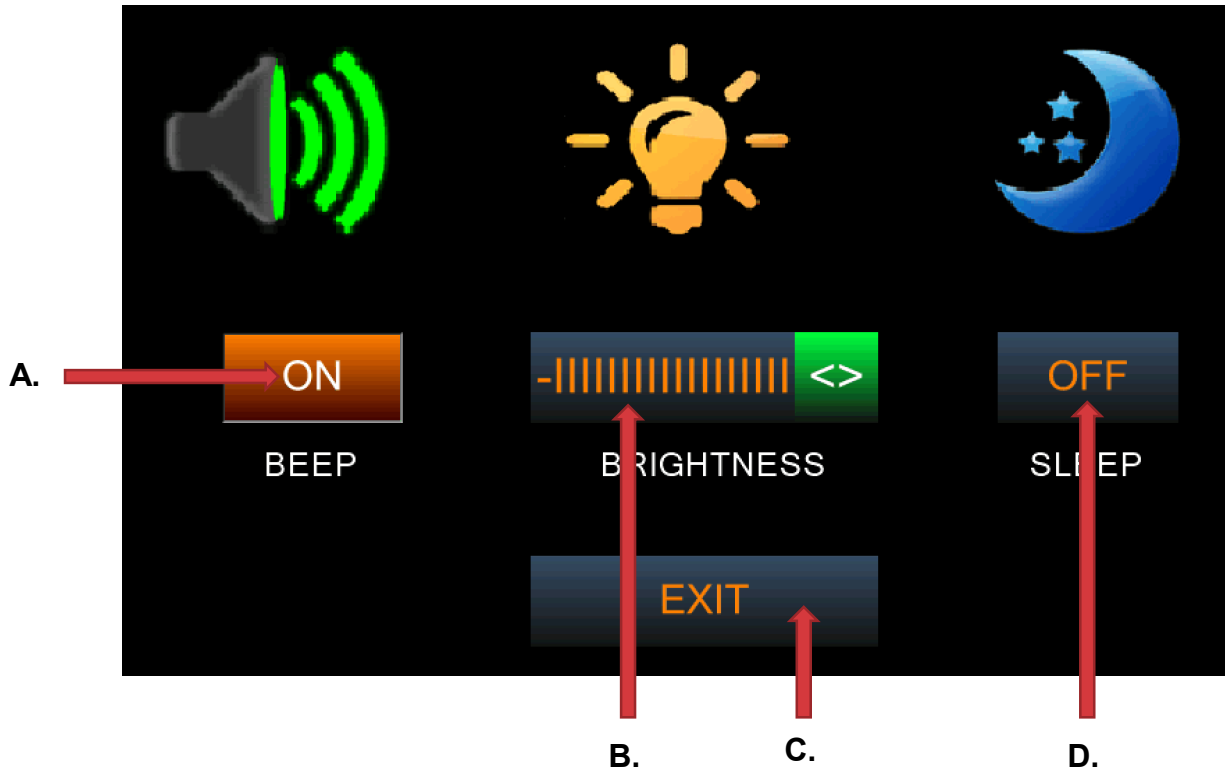 A.
ON
<>
OFF
BEEP
BRIGHTNESS
SLEEP
EXIT
B.
C.
D.